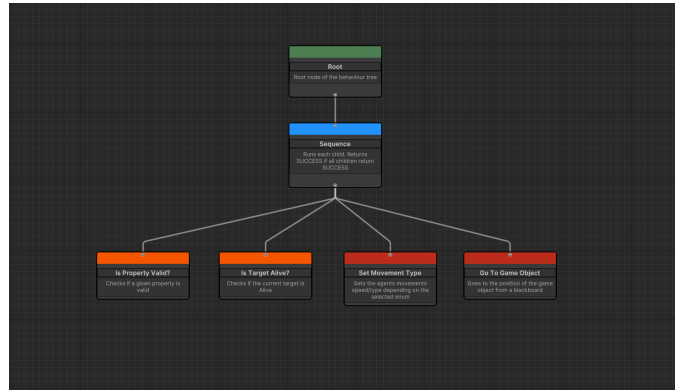 Root
Root node of the behaviour tree
Sequence
Runs each child. Returns
SUCCESS if all children return
SUCCESS
Is Property Valid?
Checks if a given property is
valid
Is Target Alive?
Checks if the current target is
Alive
Set Movement Type
Sets the agents movements
speed/type depending on the
selected enum
Go To Game Object
Goes to the position of the game
object from a blackboard